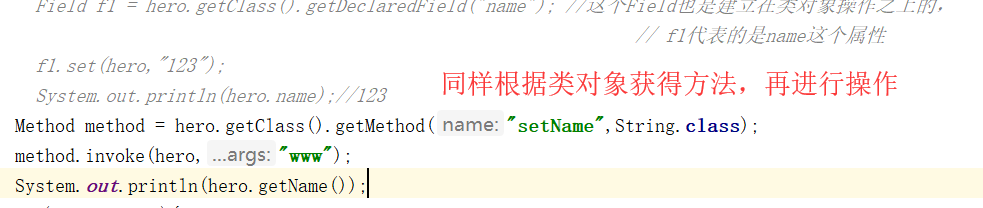 Field f1 = hero.getClass().getDeclaredField("name"); //这个Field也是建立在类对象操作之上的，
// f1代表的是name这个属性
f1.set(hero,"123");
System.out.println(hero.name);//123
同样根据类对象获得方法，再进行操作
Method method = hero.getClass().getMethod( name: "setName",String.class);
method.invoke(hero, ...args: "www");
System.out.println(hero.getName());